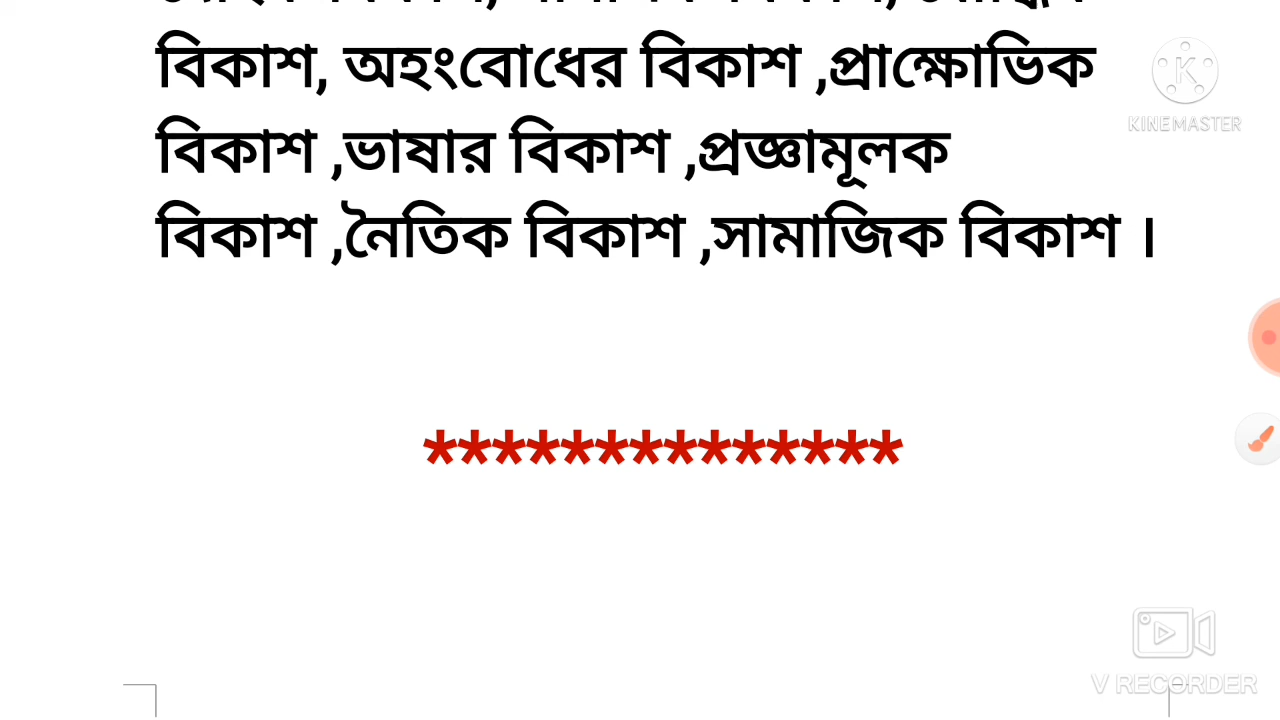 বিকাশ, অহংবোধের বিকাশ ,প্রাক্ষোভিক
KINEMASTER
বিকাশ ,ভাষার বিকাশ ,প্রজ্ঞামূলক
বিকাশ ,নৈতিক বিকাশ ,সামাজিক বিকাশ ।
**************
V RECORDER